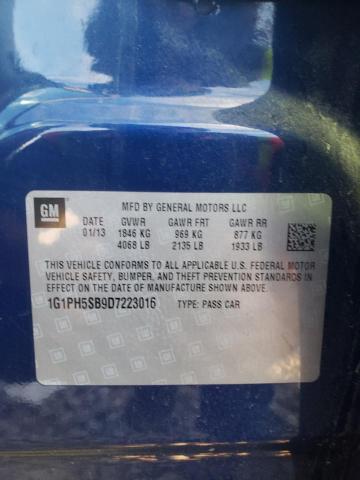 GM
MFD BY GENERAL MOTORS LLC
DATE GVWR GAWR FRT GAWR RR
01/13 1846 KG 969 KG 877 KG
4068 LB 2135 LB 1933 LB
THIS VEHICLE CONFORMS TO ALL APPLICABLE U.S. FEDERAL MOTOR
VEHICLE SAFETY, BUMPER, AND THEFT PREVENTION STANDARDS
IN EFFECT ON THE DATE OF MANUFACTURE SHOWN ABOVE.
1G1PH5SB9D7223016 TYPE: PASS CAR